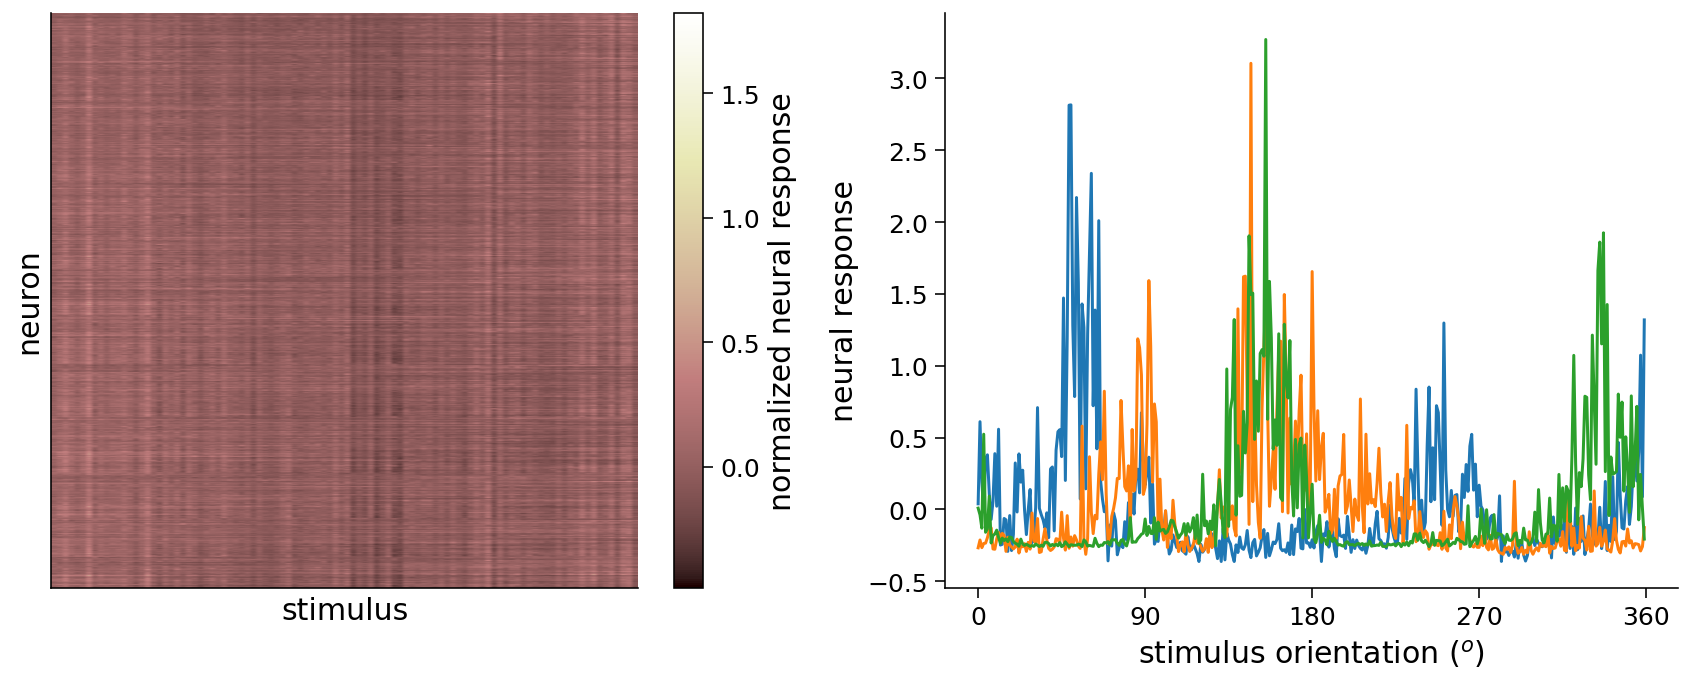 neuron
stimulus
1.5
1.0
0.5
0.0
normalized neural response
neural response
3.0
2.5
2.0
1.5
1.0
0.5
0.0
−0.5
0 90 180 270 360
stimulus orientation (º)